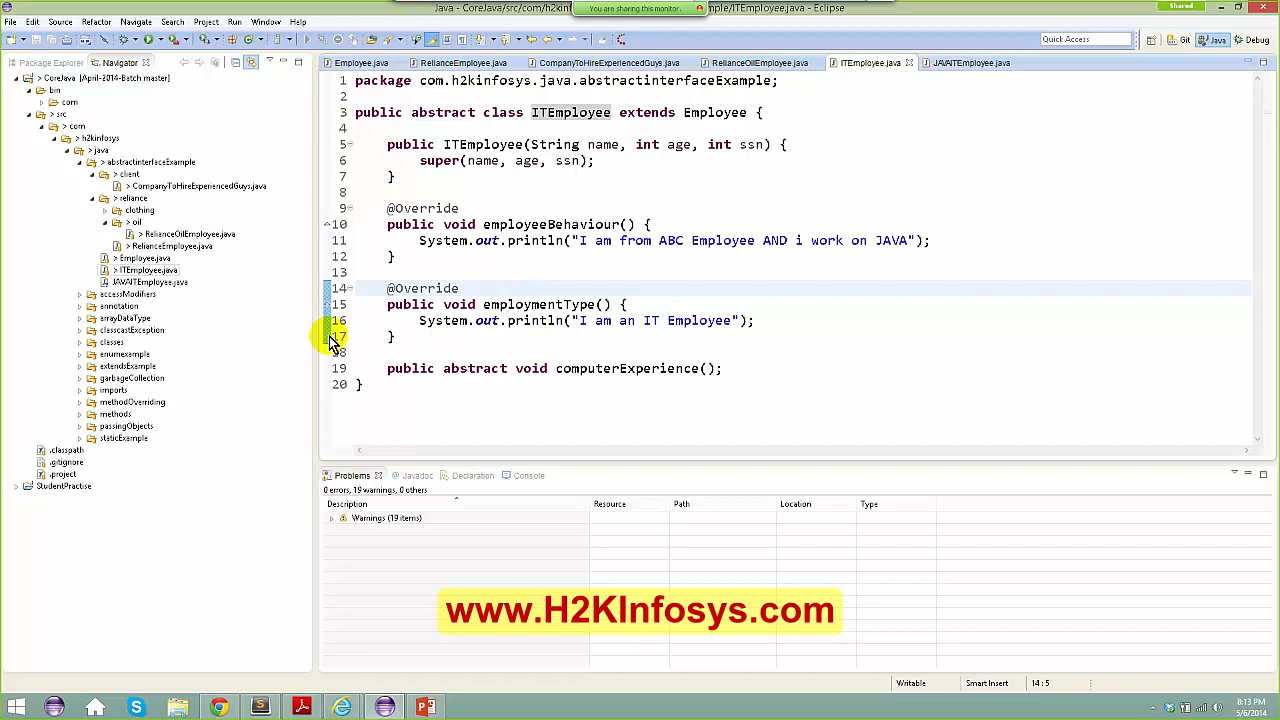 Java - CoreJava/src/com/h2kinf
You are sharing this monitor.
mple/ITEmployee.java - Eclipse
Shared
File Edit Source Refactor Navigate Search Project Run Window Help
Quick Access
Git
Java
Debug
Package Explorer
Navigator
Employee.java
RelianceEmployee.java
CompanyToHireExperiencedGuys.java
RelianceOilEmployee.java
ITEmployee.java
JAVAITEmployee.java
> CoreJava [April-2014-Batch master]
bin
com
> src
> com
> h2kinfosys
> java
> abstractinterfaceExample
> client
> CompanyToHireExperiencedGuys.java
> reliance
clothing
> oil
> RelianceOilEmployee.java
> RelianceEmployee.java
> Employee.java
> ITEmployee.java
JAVAITEmployee.java
accessModifiers
annotation
arrayDataType
classcastException
classes
enumexample
extendsExample
garbageCollection
imports
methodOverriding
methods
passingObjects
staticExample
.classpath
.gitignore
.project
StudentPractise
1 package com.h2kinfosys.java.abstractinterfaceExample;
2
3 public abstract class ITEmployee extends Employee {
4
5 public ITEmployee(String name, int age, int ssn) {
6 super(name, age, ssn);
7 }
8
9 @Override
10 public void employeeBehaviour() {
11 System.out.println("I am from ABC Employee AND i work on JAVA");
12 }
13
14 @Override
15 public void employmentType() {
16 System.out.println("I am an IT Employee");
17 }
18
19 public abstract void computerExperience();
20 }
Problems
Javadoc
Declaration
Console
0 errors, 19 warnings, 0 others
Description Resource Path Location Type
Warnings (19 items)
www.H2KInfosys.com
Writable
Smart Insert
14 : 5
8:13 PM
5/6/2014